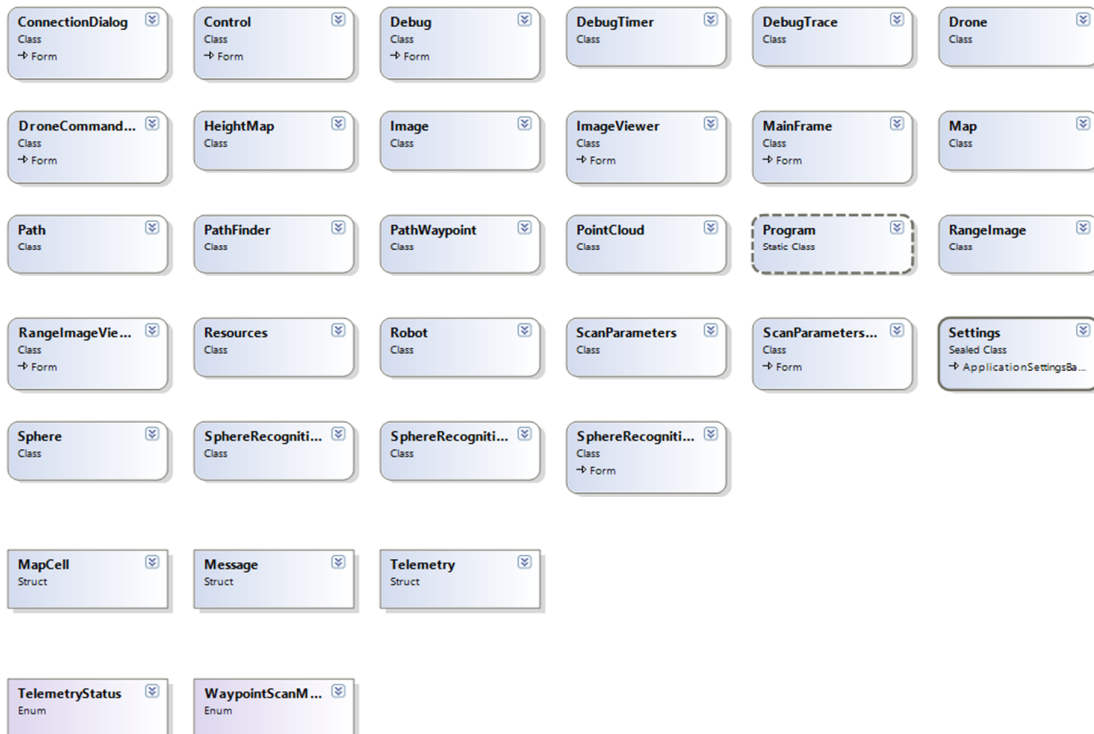 ConnectionDialog
Class
Form
Control
Class
Form
Debug
Class
Form
DebugTimer
Class
DebugTrace
Class
Drone
Class
DroneCommand...
Class
Form
HeightMap
Class
Image
Class
ImageViewer
Class
Form
MainFrame
Class
Form
Map
Class
Path
Class
PathFinder
Class
PathWaypoint
Class
PointCloud
Class
Program
Static Class
RangeImage
Class
RangeImageVie...
Class
Form
Resources
Class
Robot
Class
ScanParameters
Class
ScanParameters...
Class
Form
Settings
Sealed Class
ApplicationSettingsBa...
Sphere
Class
SphereRecogniti...
Class
SphereRecogniti...
Class
SphereRecogniti...
Class
Form
MapCell
Struct
Message
Struct
Telemetry
Struct
TelemetryStatus
Enum
WaypointScanM...
Enum